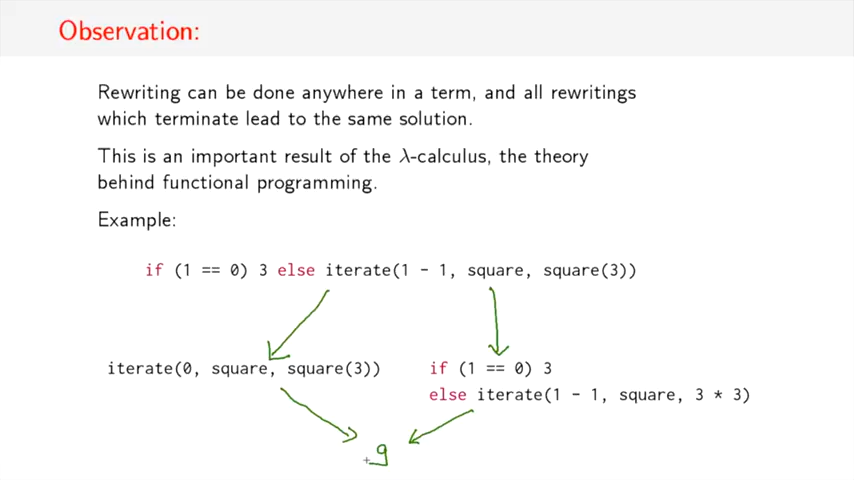 Observation:
Rewriting can be done anywhere in a term, and all rewritings
which terminate lead to the same solution.
This is an important result of the λ-calculus, the theory
behind functional programming.
Example:
if (1 == 0) 3 else iterate(1 - 1, square, square(3))
iterate(0, square, square(3))
if (1 == 0) 3
else iterate(1 - 1, square, 3 * 3)
9